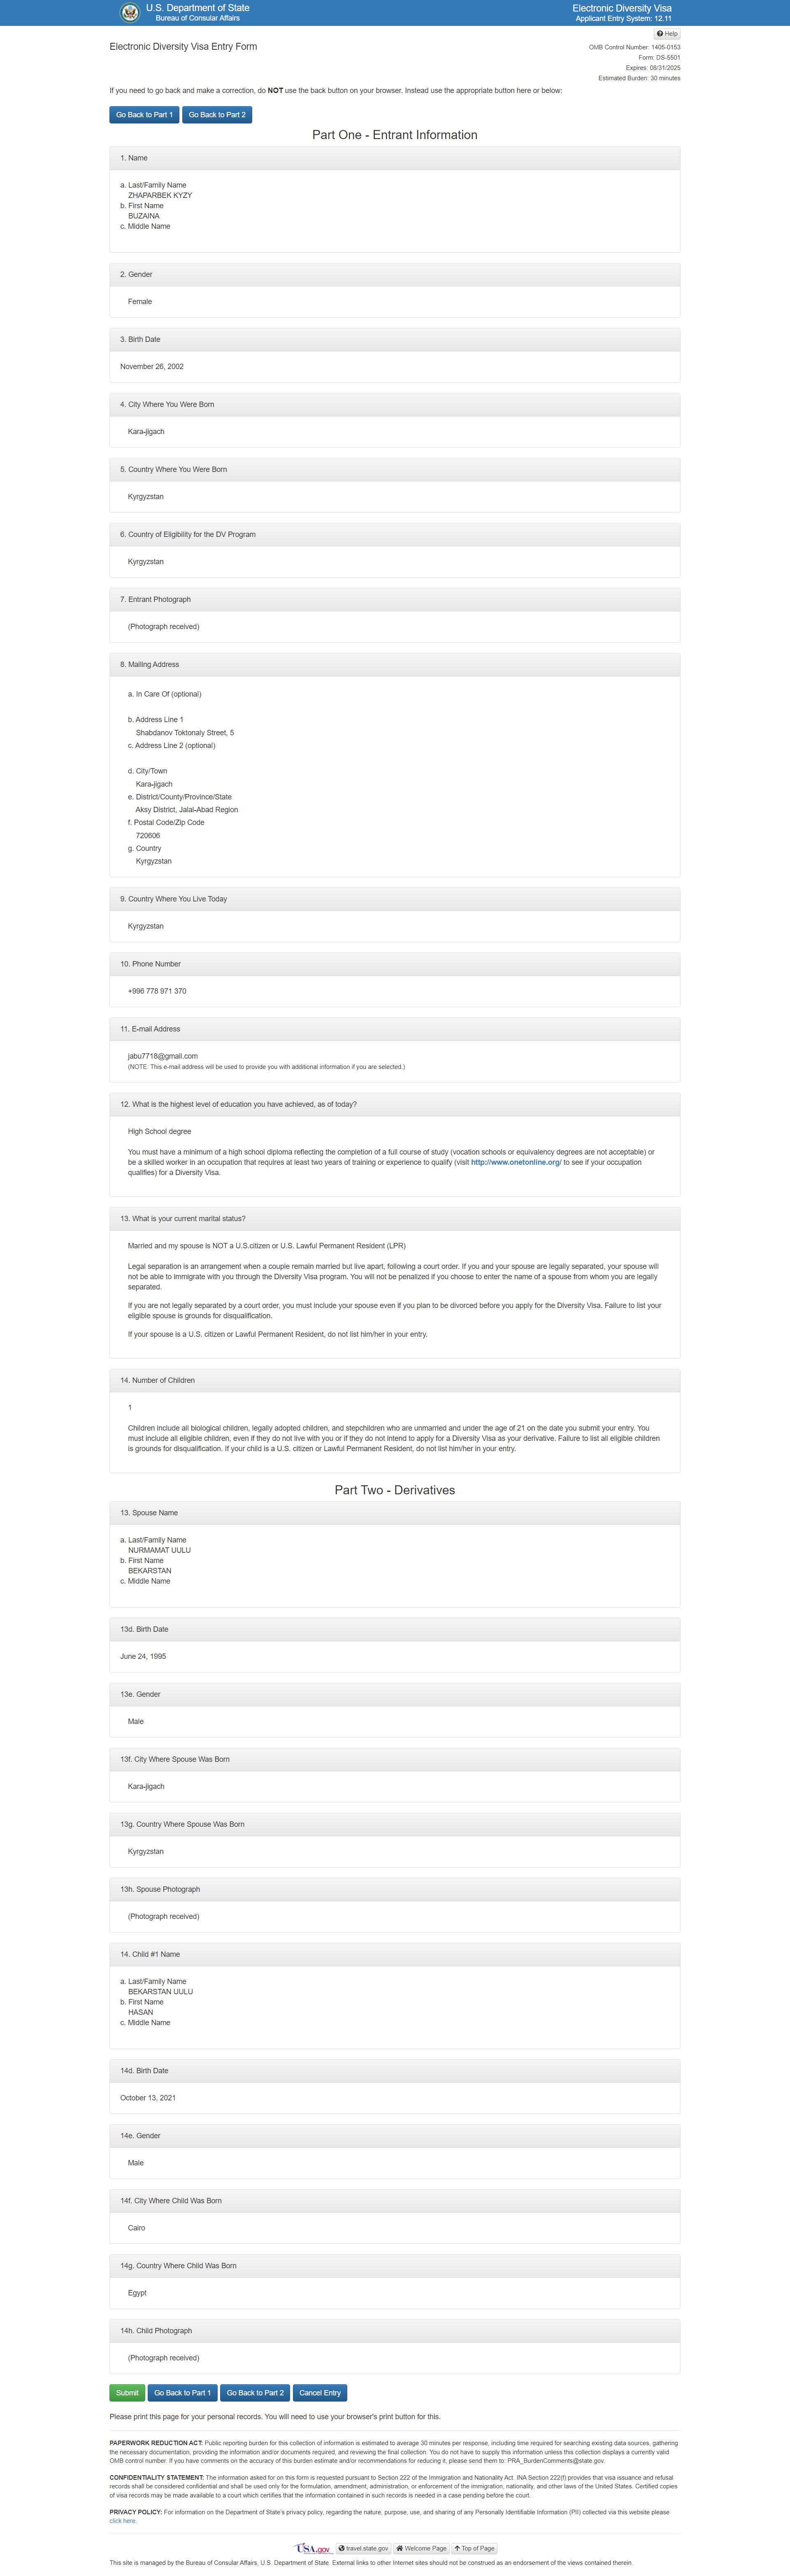 U.S. Department of State
Bureau of Consular Affairs
Electronic Diversity Visa
Applicant Entry System: 12.11
Help
Electronic Diversity Visa Entry Form
OMB Control Number: 1405-0153
Form: DS-5501
Expires: 08/31/2025
Estimated Burden: 30 minutes
If you need to go back and make a correction, do NOT use the back button on your browser. Instead use the appropriate button here or below:
Go Back to Part 1
Go Back to Part 2
Part One - Entrant Information
1. Name
a. Last/Family Name
ZHAPARBEK KYZY
b. First Name
BUZAINA
c. Middle Name
2. Gender
Female
3. Birth Date
November 26, 2002
4. City Where You Were Born
Kara-jigach
5. Country Where You Were Born
Kyrgyzstan
6. Country of Eligibility for the DV Program
Kyrgyzstan
7. Entrant Photograph
(Photograph received)
8. Mailing Address
a. In Care Of (optional)
b. Address Line 1
Shabdanov Toktonaly Street, 5
c. Address Line 2 (optional)
d. City/Town
Kara-jigach
e. District/County/Province/State
Aksy District, Jalal-Abad Region
f. Postal Code/Zip Code
720606
g. Country
Kyrgyzstan
9. Country Where You Live Today
Kyrgyzstan
10. Phone Number
+996 778 971 370
11. E-mail Address
jabu7718@gmail.com
(NOTE: This e-mail address will be used to provide you with additional information if you are selected.)
12. What is the highest level of education you have achieved, as of today?
High School degree
You must have a minimum of a high school diploma reflecting the completion of a full course of study (vocation schools or equivalency degrees are not acceptable) or
be a skilled worker in an occupation that requires at least two years of training or experience to qualify (visit http://www.onetonline.org/ to see if your occupation
qualifies) for a Diversity Visa.
13. What is your current marital status?
Married and my spouse is NOT a U.S.citizen or U.S. Lawful Permanent Resident (LPR)
Legal separation is an arrangement when a couple remain married but live apart, following a court order. If you and your spouse are legally separated, your spouse will
not be able to immigrate with you through the Diversity Visa program. You will not be penalized if you choose to enter the name of a spouse from whom you are legally
separated.
If you are not legally separated by a court order, you must include your spouse even if you plan to be divorced before you apply for the Diversity Visa. Failure to list your
eligible spouse is grounds for disqualification.
If your spouse is a U.S. citizen or Lawful Permanent Resident, do not list him/her in your entry.
14. Number of Children
1
Children include all biological children, legally adopted children, and stepchildren who are unmarried and under the age of 21 on the date you submit your entry. You
must include all eligible children, even if they do not live with you or if they do not intend to apply for a Diversity Visa as your derivative. Failure to list all eligible children
is grounds for disqualification. If your child is a U.S. citizen or Lawful Permanent Resident, do not list him/her in your entry.
Part Two - Derivatives
13. Spouse Name
a. Last/Family Name
NURMAMAT UULU
b. First Name
BEKARSTAN
c. Middle Name
13d. Birth Date
June 24, 1995
13e. Gender
Male
13f. City Where Spouse Was Born
Kara-jigach
13g. Country Where Spouse Was Born
Kyrgyzstan
13h. Spouse Photograph
(Photograph received)
14. Child #1 Name
a. Last/Family Name
BEKARSTAN UULU
b. First Name
HASAN
c. Middle Name
14d. Birth Date
October 13, 2021
14e. Gender
Male
14f. City Where Child Was Born
Cairo
14g. Country Where Child Was Born
Egypt
14h. Child Photograph
(Photograph received)
Submit
Go Back to Part 1
Go Back to Part 2
Cancel Entry
Please print this page for your personal records. You will need to use your browser's print button for this.
PAPERWORK REDUCTION ACT: Public reporting burden for this collection of information is estimated to average 30 minutes per response, including time required for searching existing data sources, gathering
the necessary documentation, providing the information and/or documents required, and reviewing the final collection. You do not have to supply this information unless this collection displays a currently valid
OMB control number. If you have comments on the accuracy of this burden estimate and/or recommendations for reducing it, please send them to: PRA_BurdenComments@state.gov.
CONFIDENTIALITY STATEMENT: The information asked for on this form is requested pursuant to Section 222 of the Immigration and Nationality Act. INA Section 222(f) provides that visa issuance and refusal
records shall be considered confidential and shall be used only for the formulation, amendment, administration, or enforcement of the immigration, nationality, and other laws of the United States. Certified copies
of visa records may be made available to a court which certifies that the information contained in such records is needed in a case pending before the court.
PRIVACY POLICY: For information on the Department of State's privacy policy, regarding the nature, purpose, use, and sharing of any Personally Identifiable Information (PII) collected via this website please
click here.
USA.gov
travel.state.gov
Welcome Page
Top of Page
This site is managed by the Bureau of Consular Affairs, U.S. Department of State. External links to other Internet sites should not be construed as an endorsement of the views contained therein.